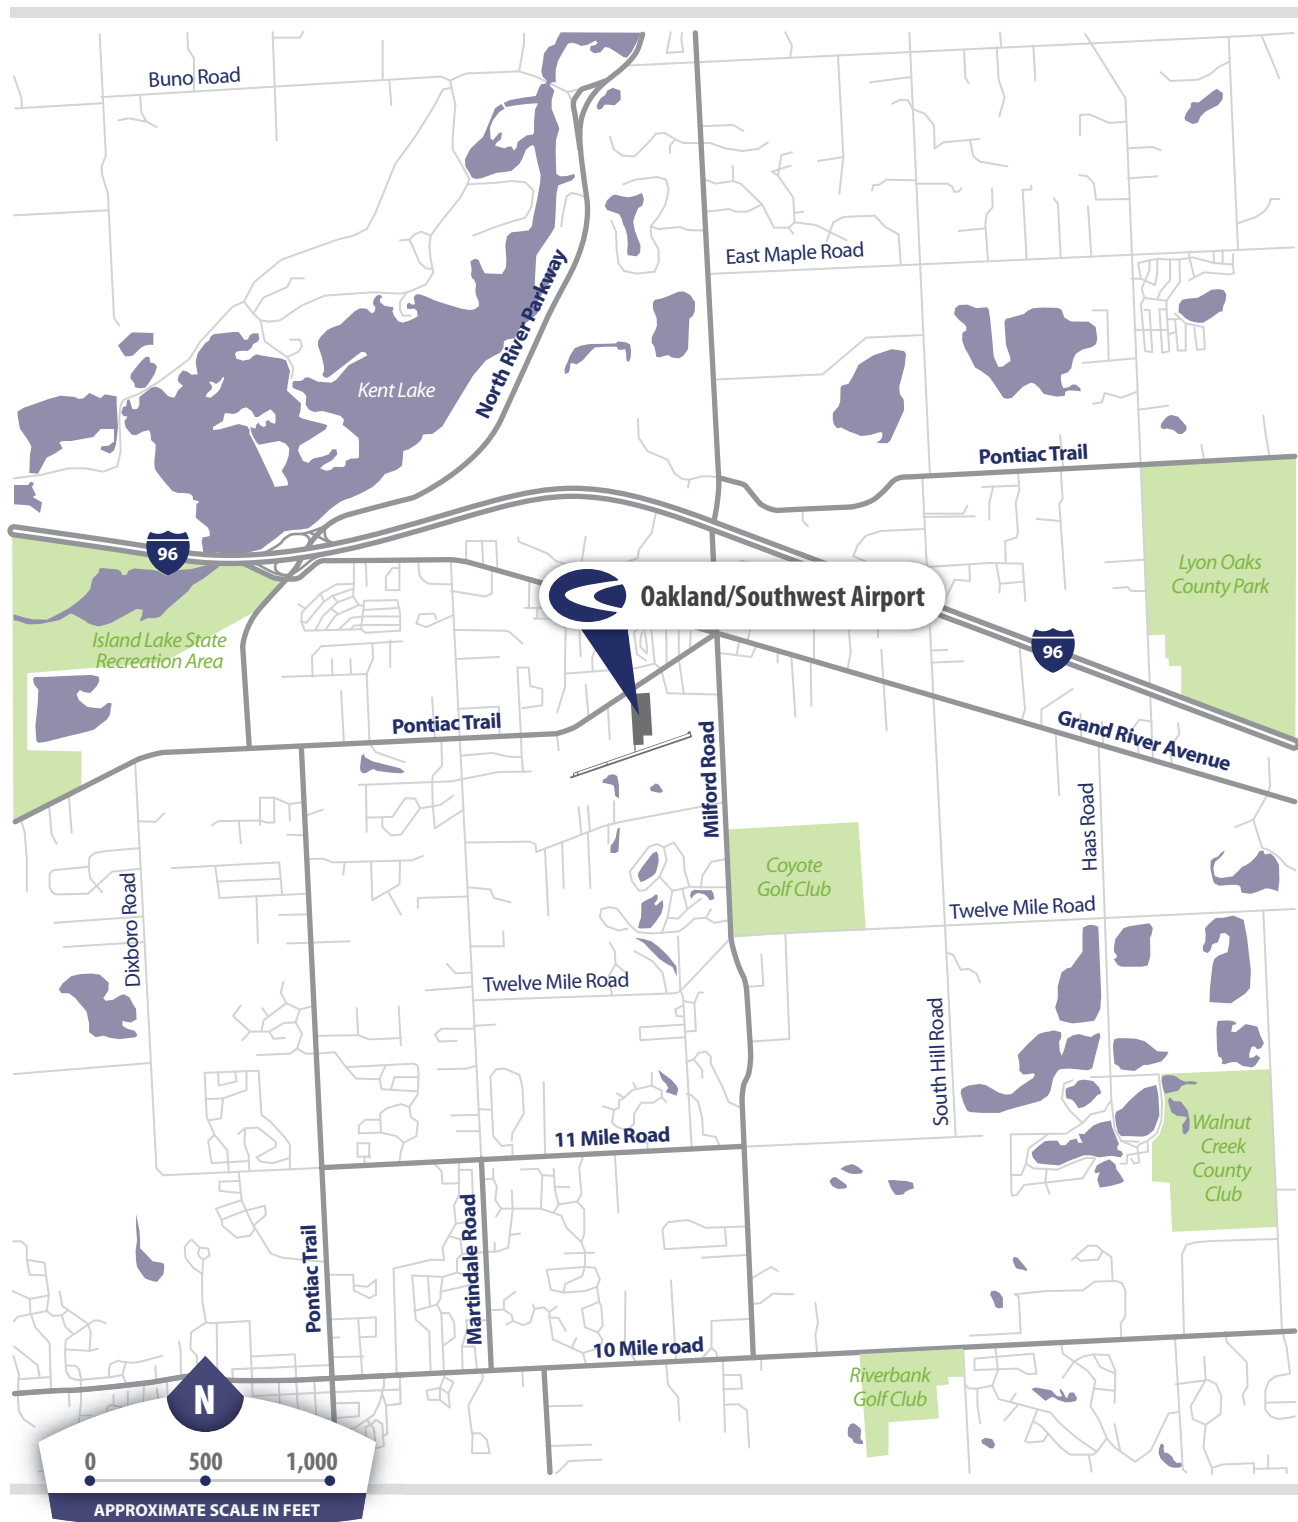 Buno Road
East Maple Road
North River Parkway
Kent Lake
Pontiac Trail
96
Lyon Oaks
County Park
Oakland/Southwest Airport
Island Lake State
Recreation Area
96
Pontiac Trail
Grand River Avenue
Milford Road
Haas Road
Coyote
Golf Club
Dixboro Road
Twelve Mile Road
Twelve Mile Road
South Hill Road
11 Mile Road
Walnut
Creek
County
Club
Pontiac Trail
Martindale Road
10 Mile road
Riverbank
Golf Club
N
0 500 1,000
APPROXIMATE SCALE IN FEET